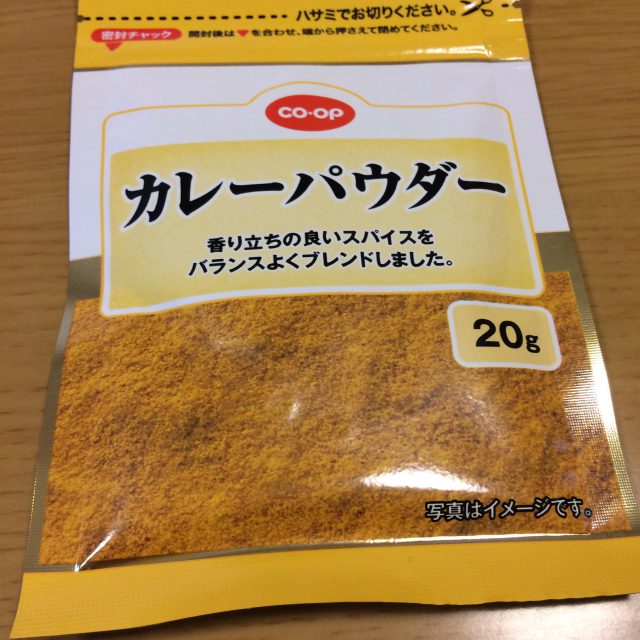 ハサミでお切りください。
密封チャック 開封後は▼を合わせ、端から押さえて閉めてください。
CO・OP
カレーパウダー
香り立ちの良いスパイスを
バランスよくブレンドしました。
20g
写真はイメージです。